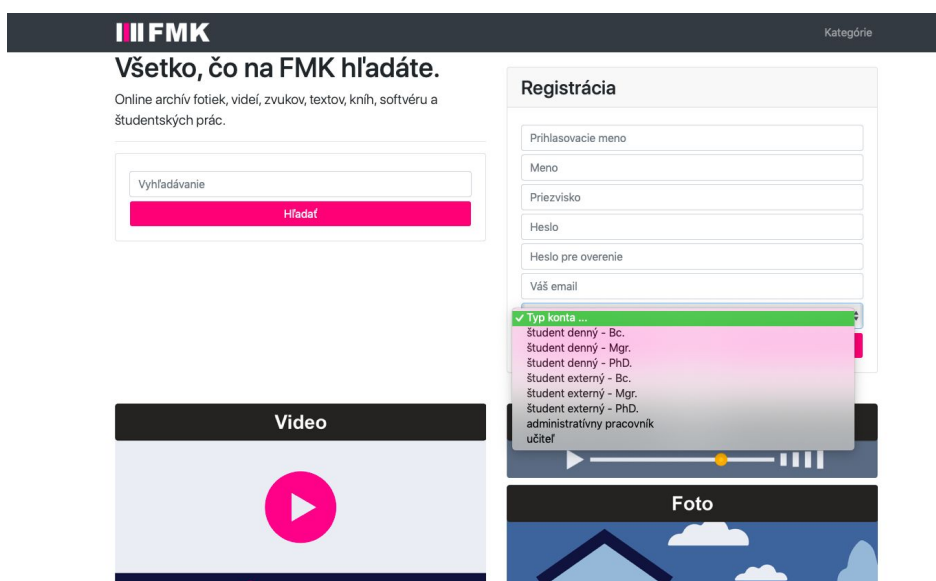 FMK
Kategórie
Všetko, čo na FMK hľadáte.
Online archív fotiek, videí, zvukov, textov, kníh, softvéru a
študentských prác.
Vyhľadávanie
Hľadať
Registrácia
Prihlasovacie meno
Meno
Priezvisko
Heslo
Heslo pre overenie
Váš email
✓ Typ konta ...
študent denný - Bc.
študent denný - Mgr.
študent denný - PhD.
študent externý - Bc.
študent externý - Mgr.
študent externý - PhD.
administratívny pracovník
učiteľ
Video
Foto